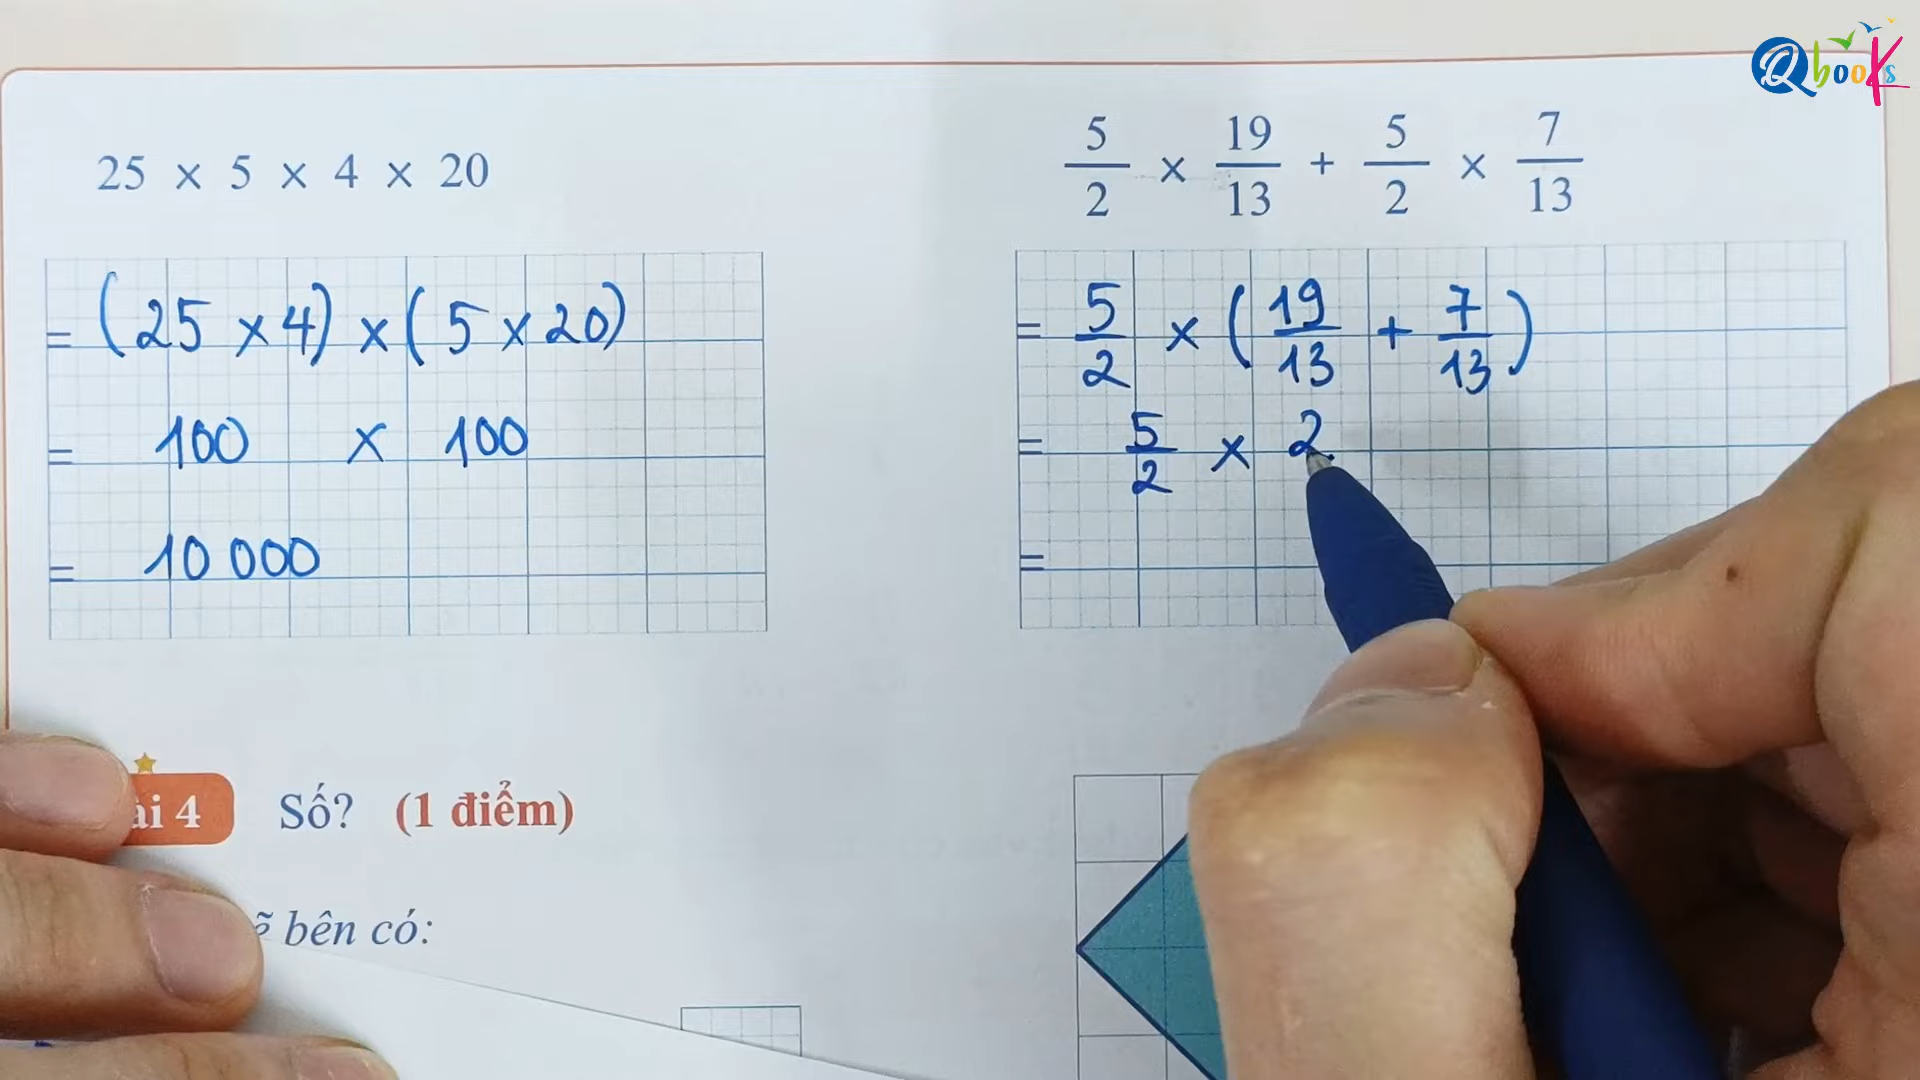 Qbooks
25 × 5 × 4 × 20
= (25 × 4) × (5 × 20)
= 100 × 100
= 10 000
5/2 × 19/13 + 5/2 × 7/13
= 5/2 × (19/13 + 7/13)
= 5/2 × 2
=
ài 4 Số? (1 điểm)
ẽ bên có: